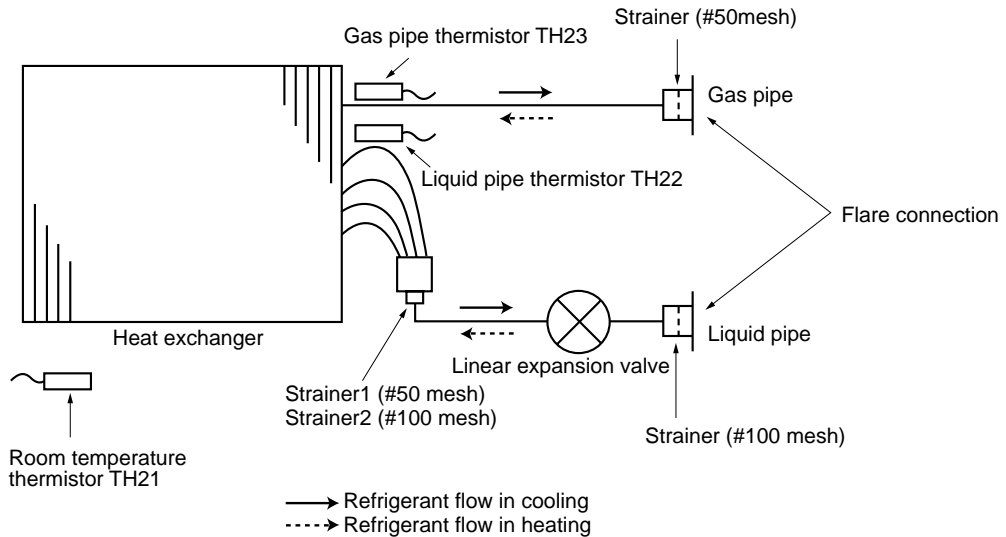 Strainer (#50mesh)
Gas pipe thermistor TH23
Gas pipe
Liquid pipe thermistor TH22
Flare connection
Heat exchanger
Liquid pipe
Linear expansion valve
Strainer1 (#50 mesh)
Strainer2 (#100 mesh)
Strainer (#100 mesh)
Room temperature
thermistor TH21
Refrigerant flow in cooling
Refrigerant flow in heating